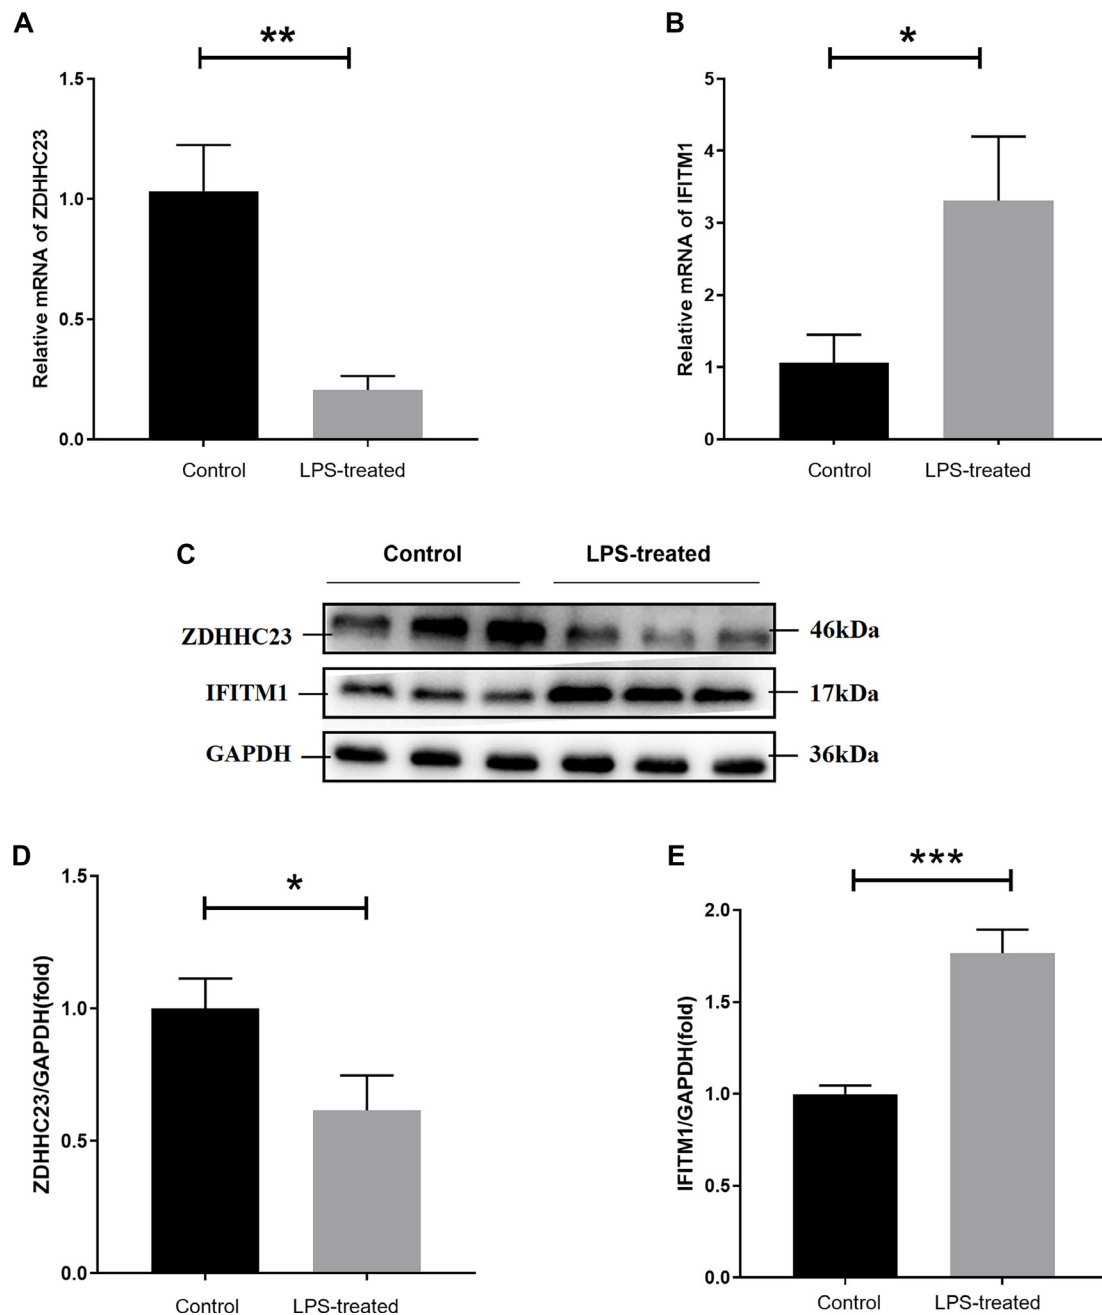 A
**
Relative mRNA of ZDHHC23
1.5
1.0
0.5
0.0
Control LPS-treated
B
*
Relative mRNA of IFITM1
5
4
3
2
1
0
Control LPS-treated
C
Control LPS-treated
ZDHHC23 46kDa
IFITM1 17kDa
GAPDH 36kDa
D
*
ZDHHC23/GAPDH(fold)
1.5
1.0
0.5
0.0
Control LPS-treated
E
***
IFITM1/GAPDH(fold)
2.0
1.5
1.0
0.5
0.0
Control LPS-treated